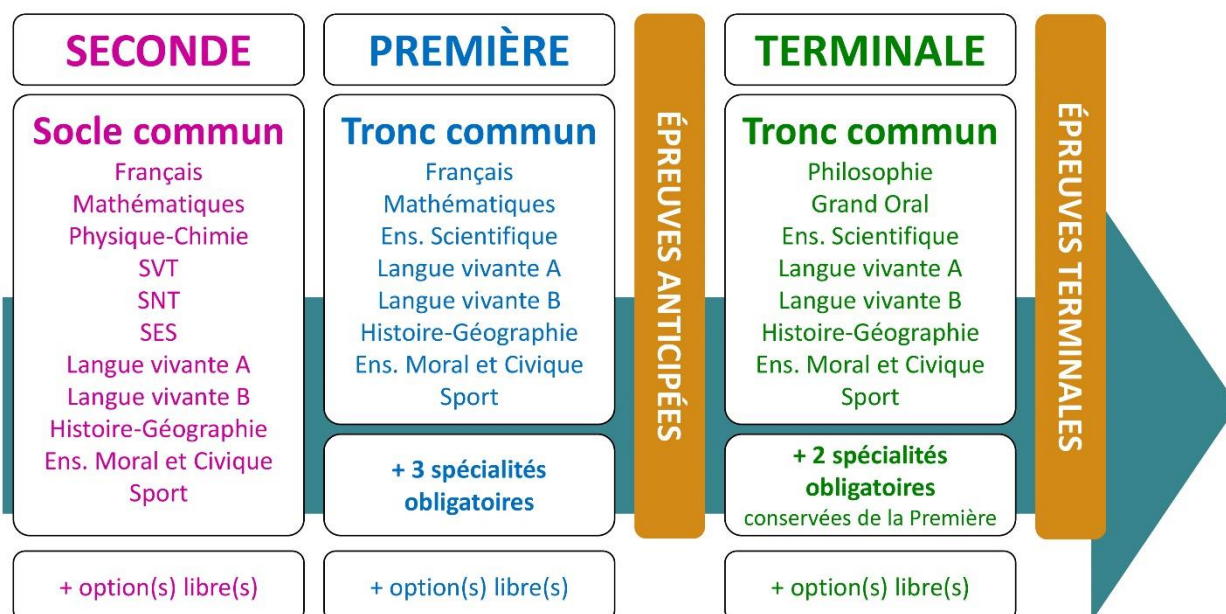 SECONDE
Socle commun
Français
Mathématiques
Physique-Chimie
SVT
SNT
SES
Langue vivante A
Langue vivante B
Histoire-Géographie
Ens. Moral et Civique
Sport
+ option(s) libre(s)
PREMIÈRE
Tronc commun
Français
Mathématiques
Ens. Scientifique
Langue vivante A
Langue vivante B
Histoire-Géographie
Ens. Moral et Civique
Sport
+ 3 spécialités
obligatoires
+ option(s) libre(s)
ÉPREUVES ANTICIPÉES
TERMINALE
Tronc commun
Philosophie
Grand Oral
Ens. Scientifique
Langue vivante A
Langue vivante B
Histoire-Géographie
Ens. Moral et Civique
Sport
+ 2 spécialités
obligatoires
conservées de la Première
+ option(s) libre(s)
ÉPREUVES TERMINALES